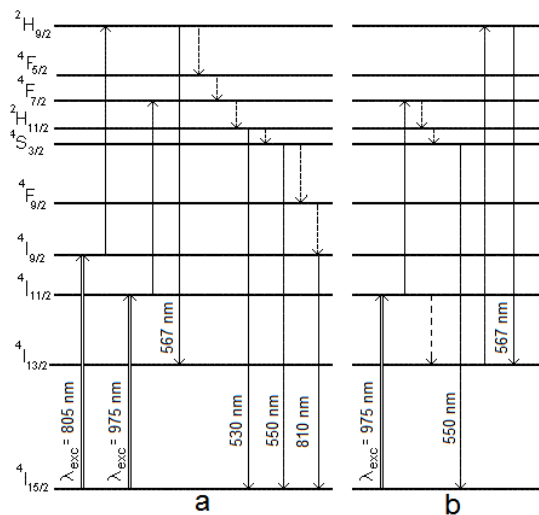 ²H₉/₂
⁴F₅/₂
⁴F₇/₂
²H₁₁/₂
⁴S₃/₂
⁴F₉/₂
⁴I₉/₂
⁴I₁₁/₂
⁴I₁₃/₂
⁴I₁₅/₂
λexc = 805 nm
λexc = 975 nm
567 nm
530 nm
550 nm
810 nm
a
λexc = 975 nm
550 nm
567 nm
b